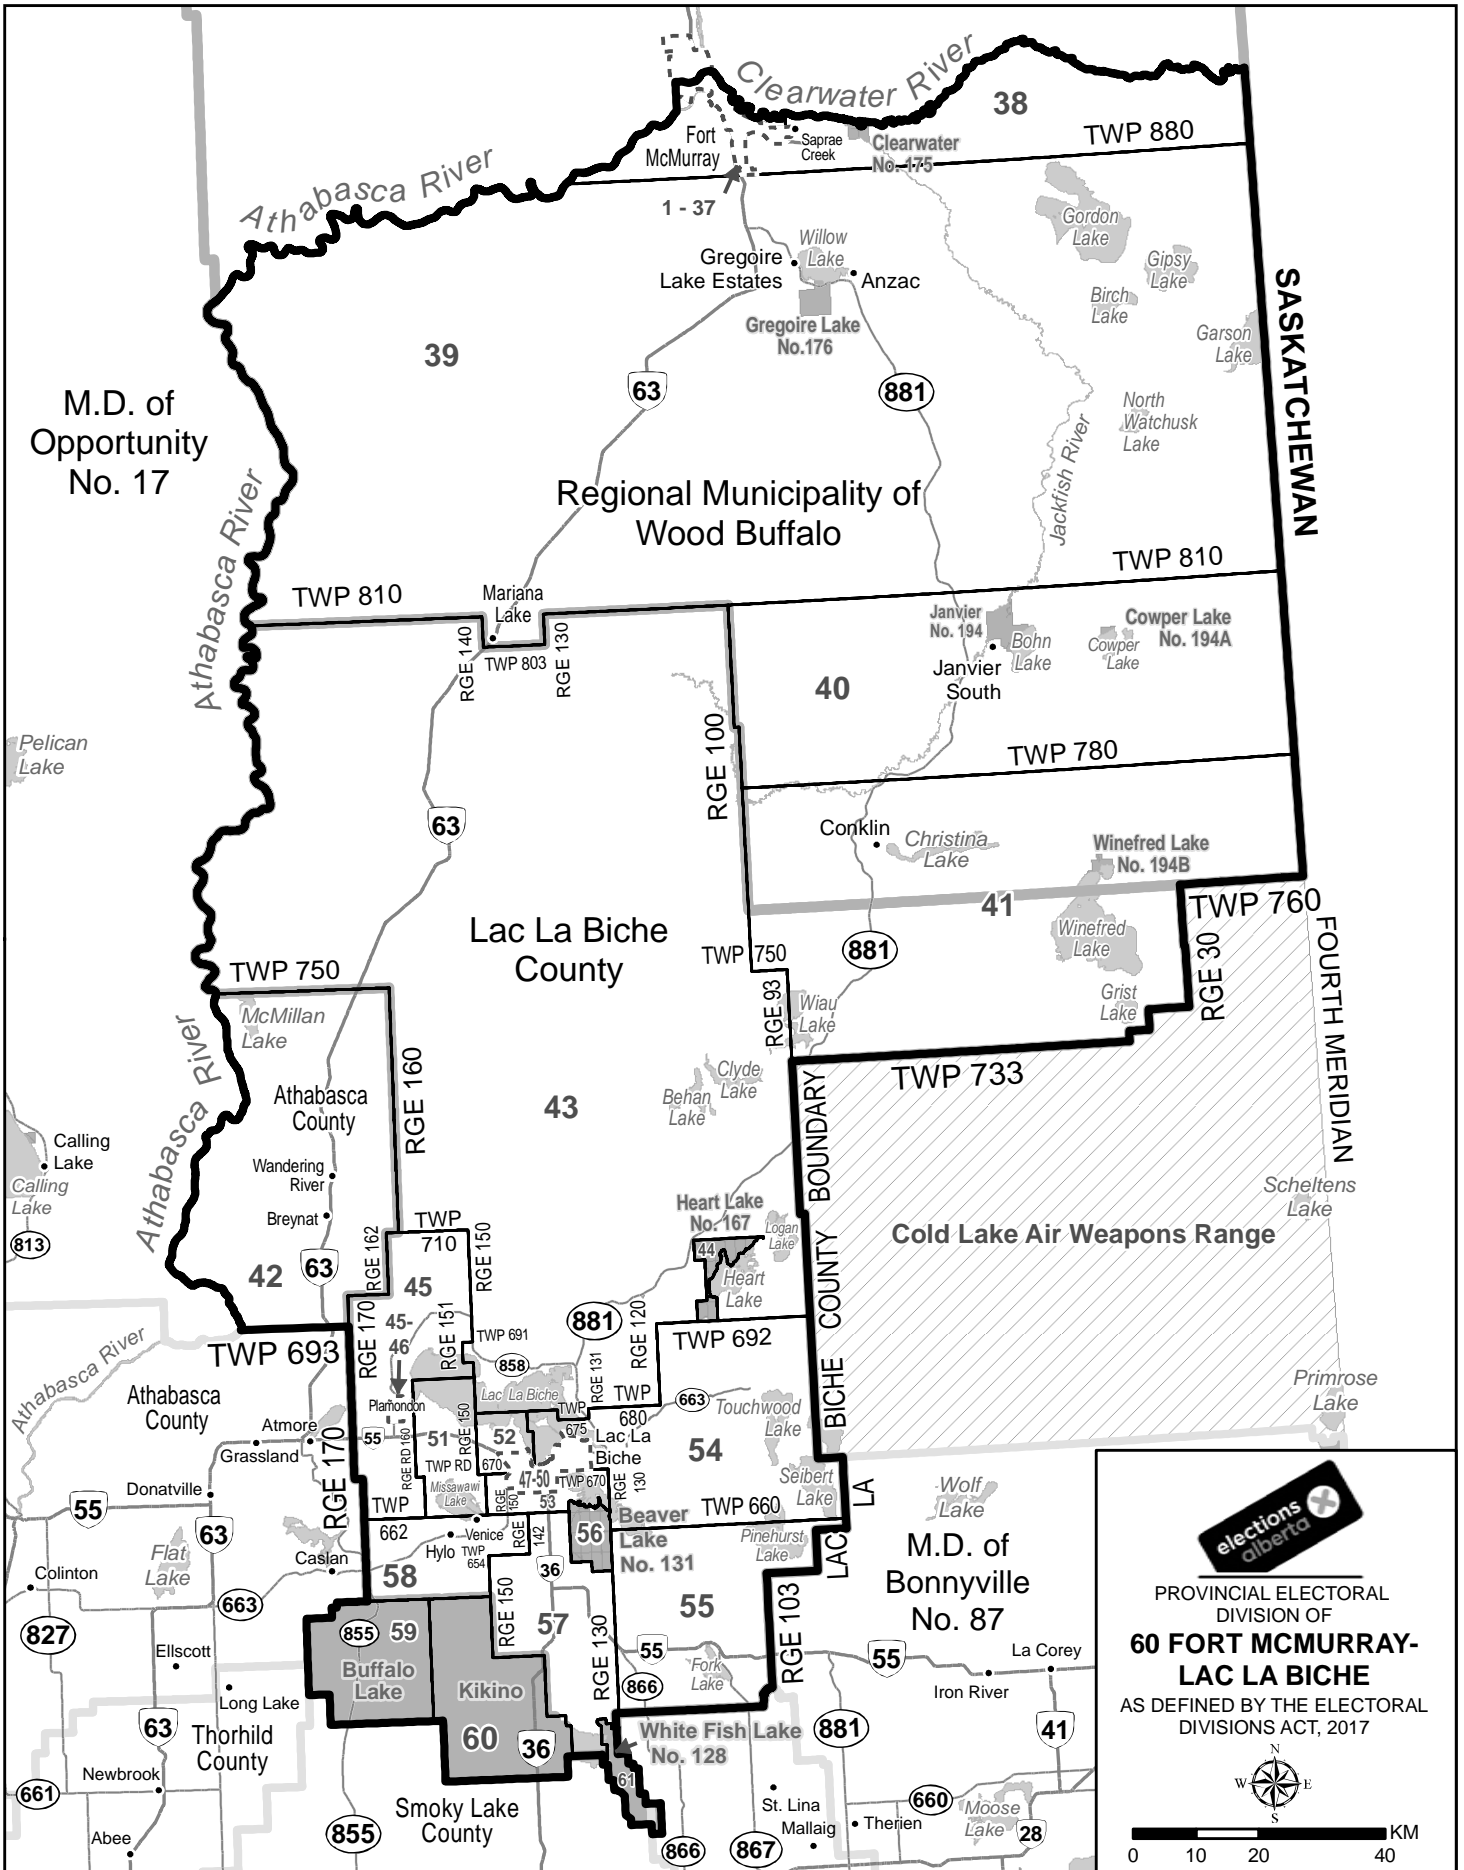 Clearwater River
38
TWP 880
Fort
McMurray
Saprae
Creek
Clearwater
No. 175
Athabasca River
1 - 37
Gordon
Lake
Willow
Lake
Gregoire
Lake Estates
Anzac
Gipsy
Lake
Birch
Lake
Gregoire Lake
No.176
Garson
Lake
SASKATCHEWAN
39
63
881
M.D. of
Opportunity
No. 17
North
Watchusk
Lake
Jackfish River
Athabasca River
Regional Municipality of
Wood Buffalo
TWP 810
TWP 810
Mariana
Lake
RGE 140
TWP 803
RGE 130
Janvier
No. 194
Bohn
Lake
Cowper Lake
No. 194A
Cowper
Lake
Janvier
South
40
RGE 100
Pelican
Lake
TWP 780
63
Conklin
Christina
Lake
Winefred Lake
No. 194B
41
TWP 760
Winefred
Lake
RGE 30
FOURTH MERIDIAN
Lac La Biche
County
TWP 750
881
TWP 750
RGE 93
Wiau
Lake
Grist
Lake
McMillan
Lake
Athabasca River
RGE 160
Athabasca
County
43
Clyde
Lake
Behan
Lake
TWP 733
LAC LA BICHE COUNTY BOUNDARY
Calling
Lake
Calling
Lake
813
Wandering
River
Breynat
Scheltens
Lake
Heart Lake
No. 167
Logan
Lake
44
Heart
Lake
Cold Lake Air Weapons Range
42
63
RGE 162
TWP
710
RGE 150
45
45-
46
RGE 170
RGE 151
TWP 691
881
RGE 120
TWP 692
TWP 693
Athabasca River
858
RGE 131
Lac La Biche
TWP
680
663
Touchwood
Lake
Primrose
Lake
Athabasca
County
Plamondon
RGE 150
TWP
675
Atmore
Grassland
55
RGE RD 160
51
52
Lac La
Biche
54
RGE 170
TWP RD
670
47-50
TWP 670
RGE
130
Seibert
Lake
Donatville
55
63
Missawawi
Lake
RGE
150
53
TWP 660
Wolf
Lake
TWP
662
Venice
Hylo
TWP
654
RGE
142
56
Beaver
Lake
No. 131
Pinehurst
Lake
Flat
Lake
Caslan
Colinton
58
36
M.D. of
Bonnyville
No. 87
663
827
855
59
RGE 150
57
55
RGE 103
Ellscott
Buffalo
Lake
Kikino
RGE 130
55
866
Fork
Lake
55
La Corey
Iron River
Long Lake
63
Thorhild
County
60
36
White Fish Lake
No. 128
881
41
Newbrook
661
61
St. Lina
Mallaig
Therien
660
Moose
Lake
28
Smoky Lake
County
Abee
855
866
867
elections
alberta
PROVINCIAL ELECTORAL
DIVISION OF
60 FORT MCMURRAY-
LAC LA BICHE
AS DEFINED BY THE ELECTORAL
DIVISIONS ACT, 2017
N
W E
S
KM
0 10 20 40